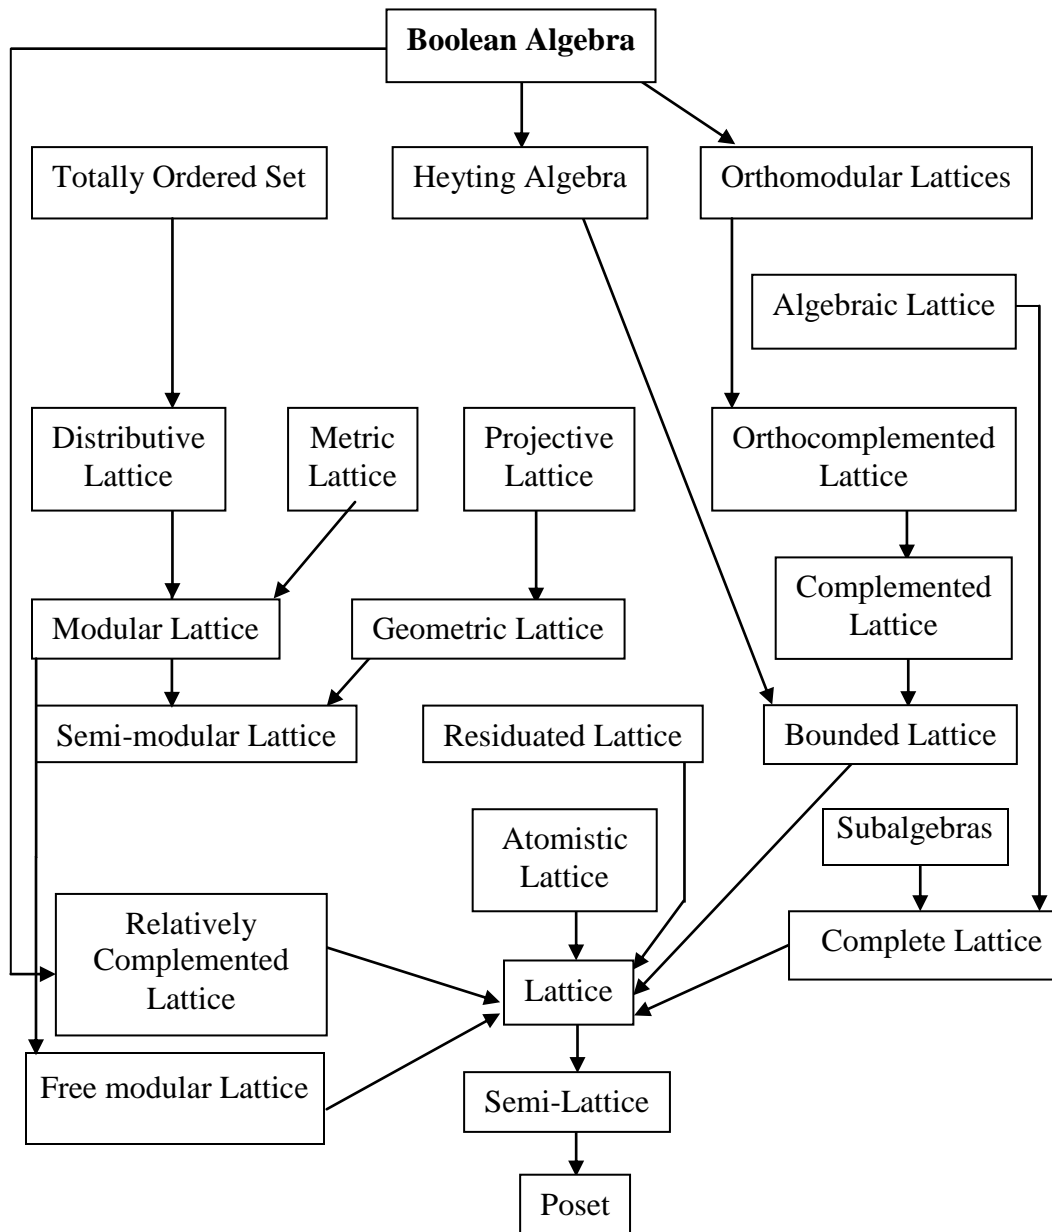 Boolean Algebra
Totally Ordered Set
Heyting Algebra
Orthomodular Lattices
Algebraic Lattice
Distributive
Lattice
Metric
Lattice
Projective
Lattice
Orthocomplemented
Lattice
Complemented
Lattice
Modular Lattice
Geometric Lattice
Semi-modular Lattice
Residuated Lattice
Bounded Lattice
Atomistic
Lattice
Subalgebras
Relatively
Complemented
Lattice
Complete Lattice
Lattice
Free modular Lattice
Semi-Lattice
Poset